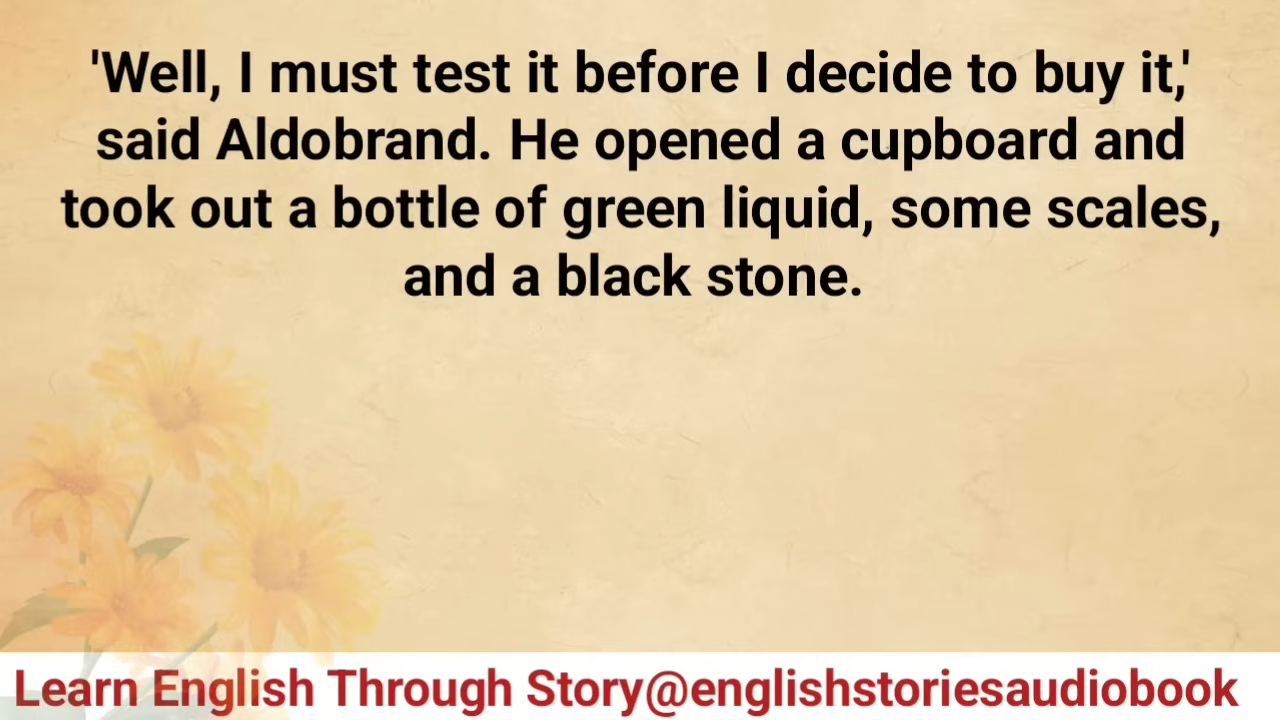 'Well, I must test it before I decide to buy it,'
said Aldobrand. He opened a cupboard and
took out a bottle of green liquid, some scales,
and a black stone.
Learn English Through Story@englishstoriesaudiobook